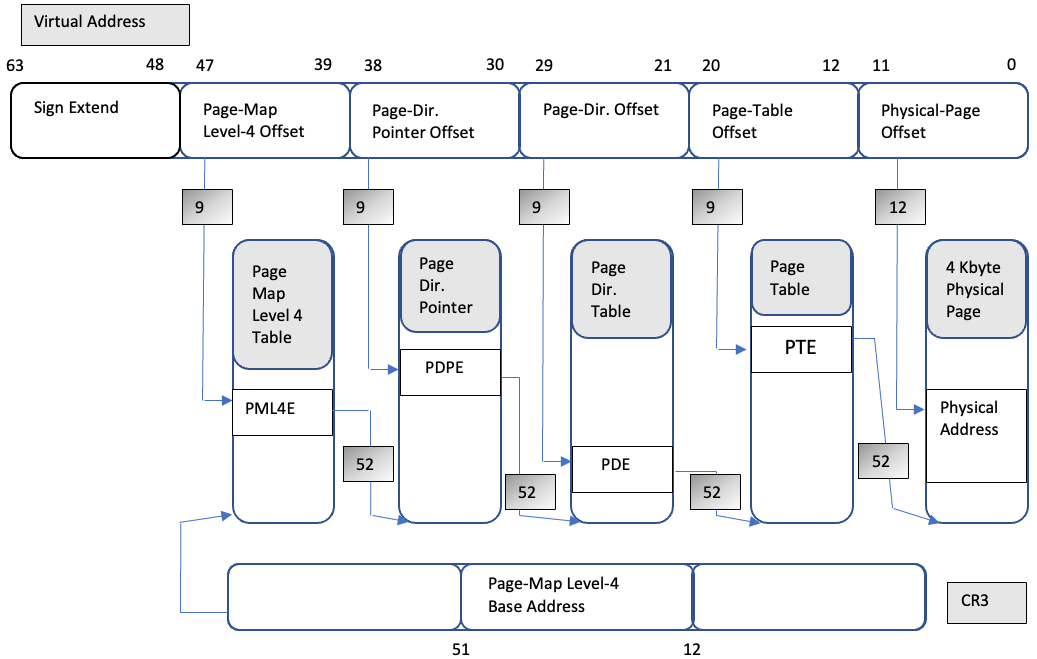 Virtual Address
63 48 47 39 38 30 29 21 20 12 11 0
Sign Extend
Page-Map
Level-4 Offset
Page-Dir.
Pointer Offset
Page-Dir. Offset
Page-Table
Offset
Physical-Page
Offset
9 9 9 9 12
Page
Map
Level 4
Table
Page
Dir.
Pointer
Page
Dir.
Table
Page
Table
4 Kbyte
Physical
Page
PML4E
PDPE
PDE
PTE
Physical
Address
52 52 52 52
Page-Map Level-4
Base Address
CR3
51 12